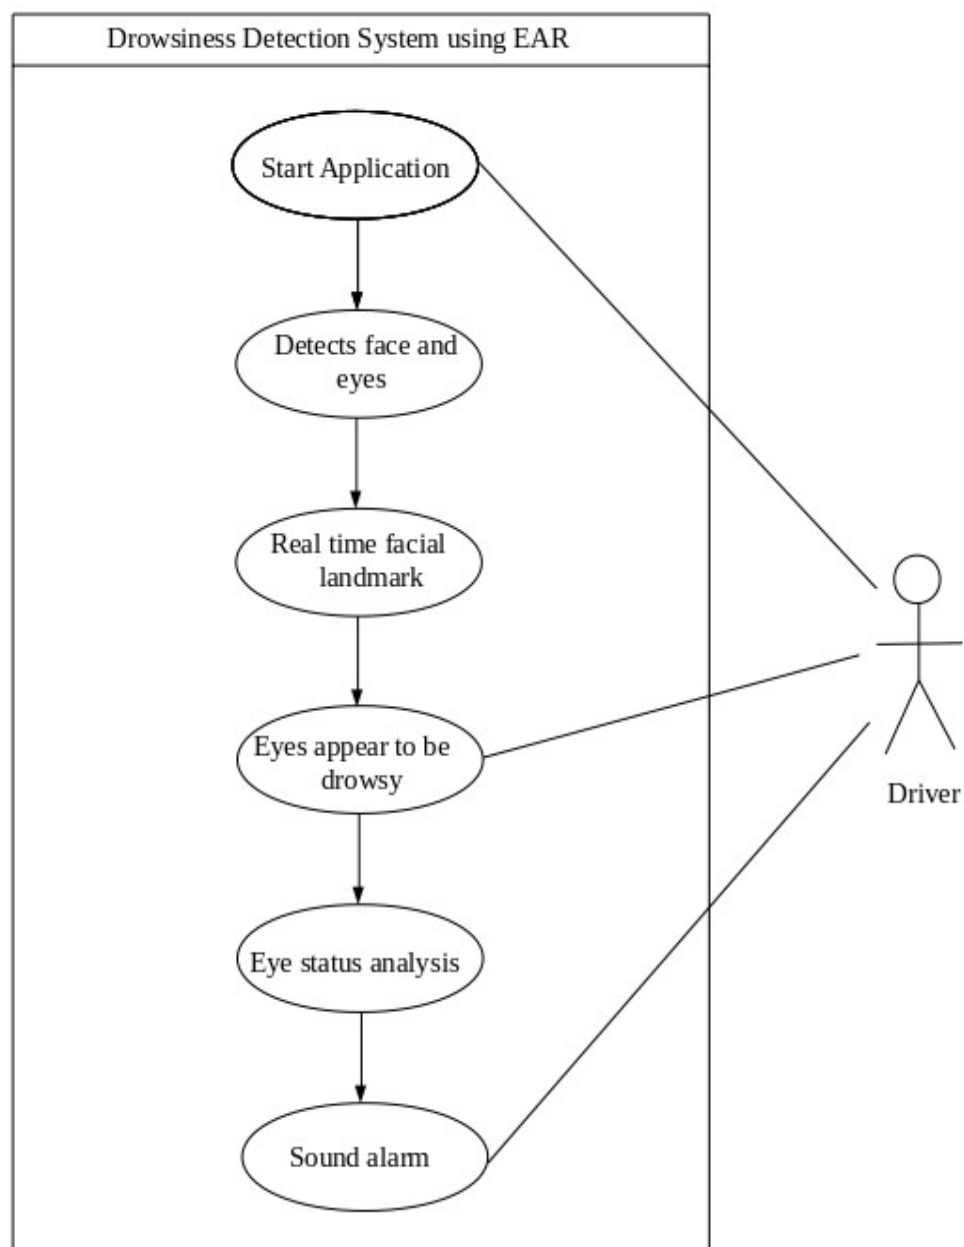 Drowsiness Detection System using EAR
Start Application
Detects face and
eyes
Real time facial
landmark
Eyes appear to be
drowsy
Driver
Eye status analysis
Sound alarm